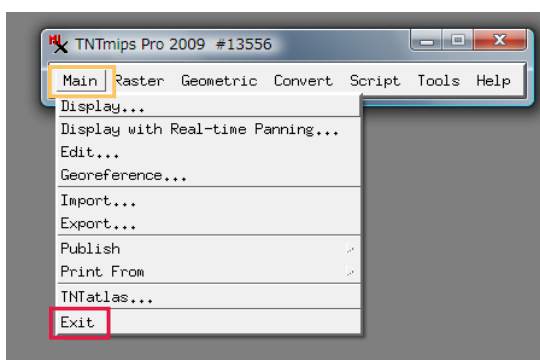 TNTmips Pro 2009 #13556
Main Raster Geometric Convert Script Tools Help
Display...
Display with Real-time Panning...
Edit...
Georeference...
Import...
Export...
Publish
Print From
TNTatlas...
Exit